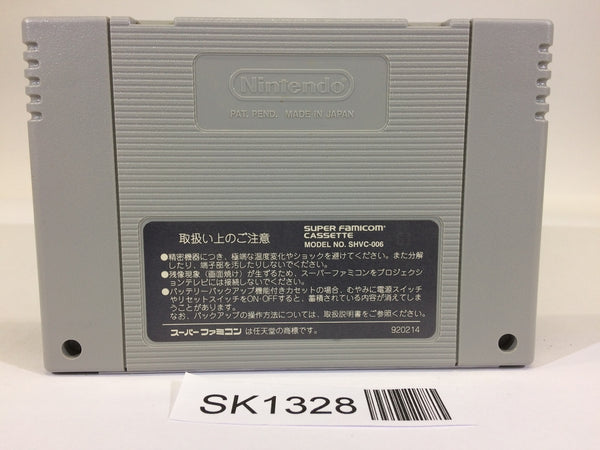 Nintendo
PAT. PEND. MADE IN JAPAN
取扱い上のご注意
SUPER FAMICOM
CASSETTE
MODEL NO. SHVC-006
●精密機器につき、極端な温度変化やショックを避けてください。また分解
したり、端子部を汚したりしないでください。
●残像現象（画面焼け）が生ずるため、スーパーファミコンをプロジェクシ
ョンテレビには接続しないでください。
●バッテリーバックアップ機能付きカセットの場合、むやみに電源スイッチ
やリセットスイッチをON-OFFすると、蓄積されている内容が消えてしま
うことがあります。
なお、バックアップの操作方法については、取扱説明書をご参照ください。
スーパーファミコン は任天堂の商標です。
920214
SK1328